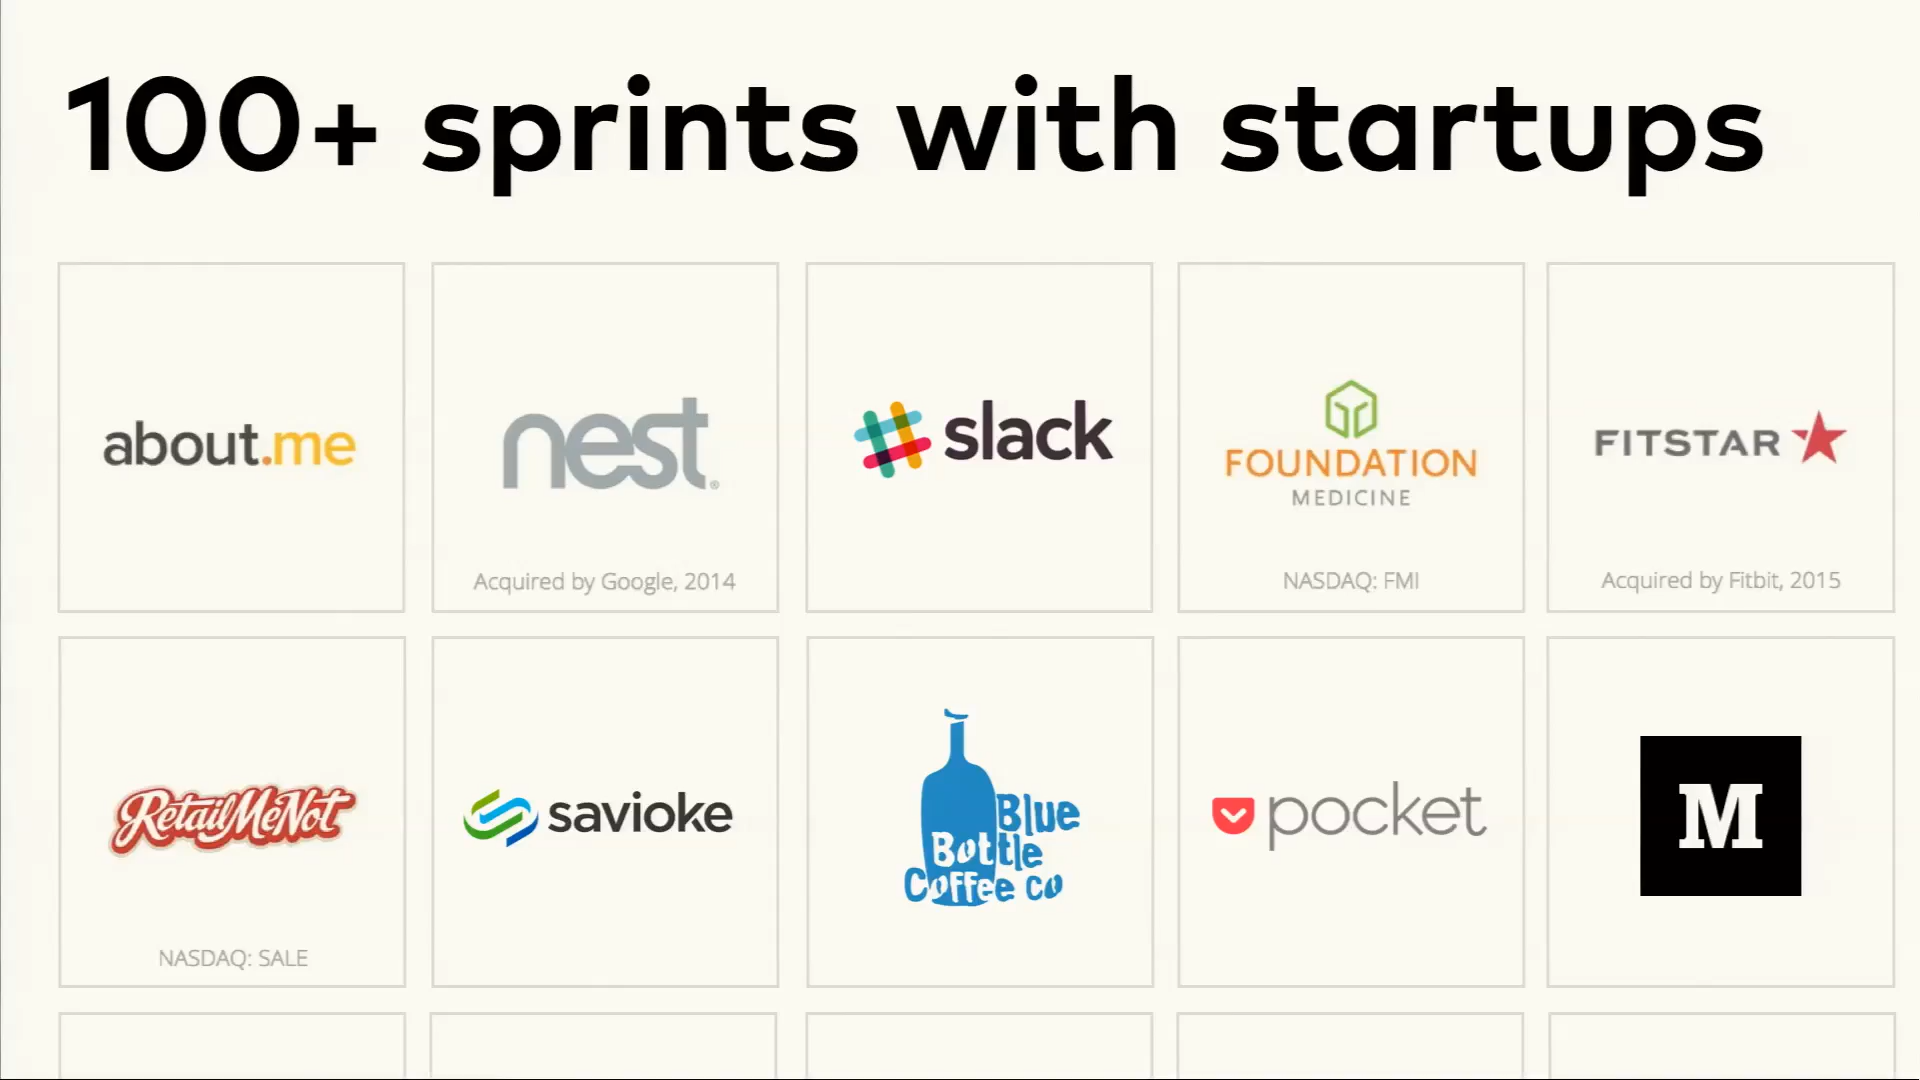 100+ sprints with startups
about.me
nest®
Acquired by Google, 2014
slack
FOUNDATION
MEDICINE
NASDAQ: FMI
FITSTAR
Acquired by Fitbit, 2015
RetailMeNot
NASDAQ: SALE
savioke
Blue
Bottle
Coffee co
pocket
M